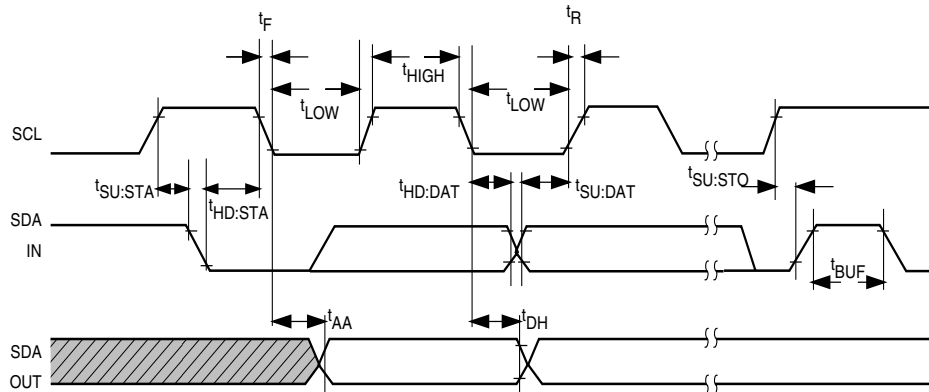 tF
tR
tHIGH
tLOW
tLOW
SCL
tSU:STA
tHD:STA
tHD:DAT
tSU:DAT
tSU:STO
SDA
IN
tBUF
tAA
tDH
SDA
OUT